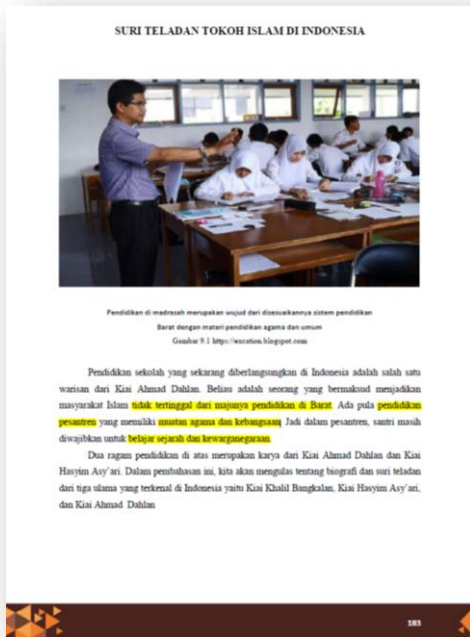 SURI TELADAN TOKOH ISLAM DI INDONESIA
Pendidikan di madrasah merupakan wujud dari disesuaikannya sistem pendidikan
Barat dengan materi pendidikan agama dan umum
Gambar 9.1 https://eucation.blogspot.com
Pendidikan sekolah yang sekarang diberlangsungkan di Indonesia adalah salah satu
warisan dari Kiai Ahmad Dahlan. Beliau adalah seorang yang bermaksud menjadikan
masyarakat Islam tidak tertinggal dari majunya pendidikan di Barat. Ada pula pendidikan
pesantren yang memiliki muatan agama dan kebangsaan. Jadi dalam pesantren, santri masih
diwajibkan untuk belajar sejarah dan kewarganegaraan.
Dua ragam pendidikan di atas merupakan karya dari Kiai Ahmad Dahlan dan Kiai
Hasyim Asy'ari. Dalam pembahasan ini, kita akan mengulas tentang biografi dan suri teladan
dari tiga ulama yang terkenal di Indonesia yaitu Kiai Khalil Bangkalan, Kiai Hasyim Asy'ari,
dan Kiai Ahmad Dahlan
183